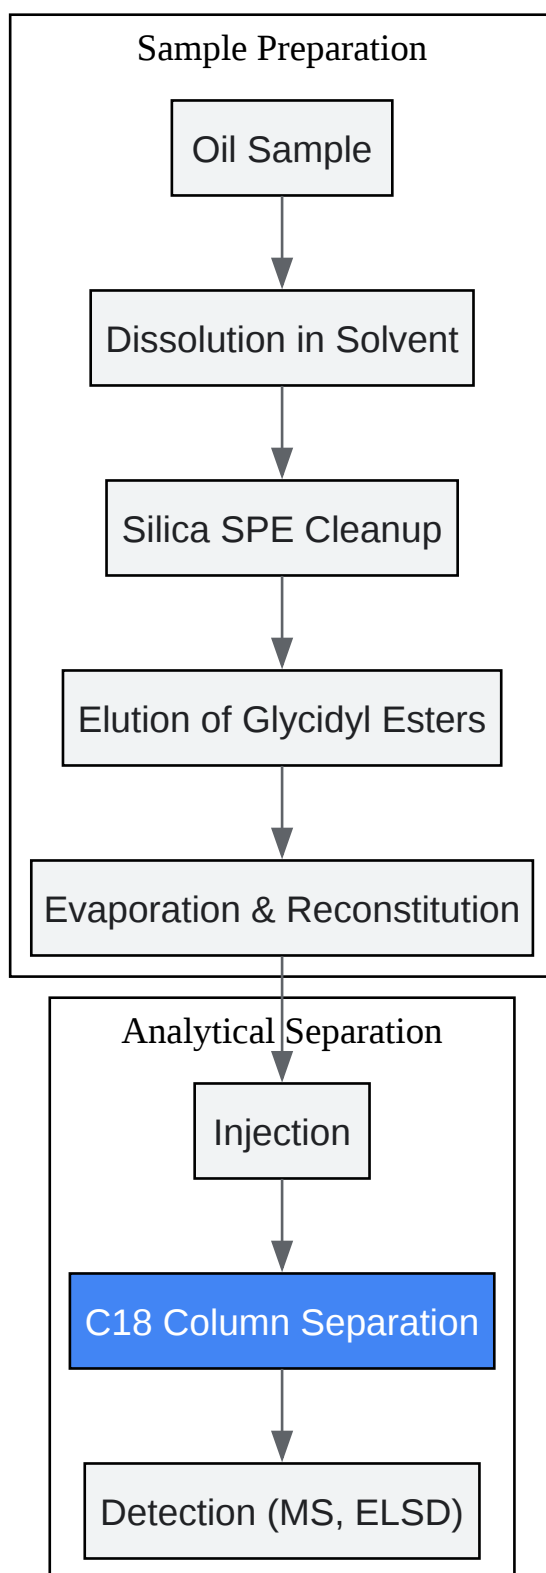 Sample Preparation
Oil Sample
Dissolution in Solvent
Silica SPE Cleanup
Elution of Glycidyl Esters
Evaporation & Reconstitution
Analytical Separation
Injection
C18 Column Separation
Detection (MS, ELSD)